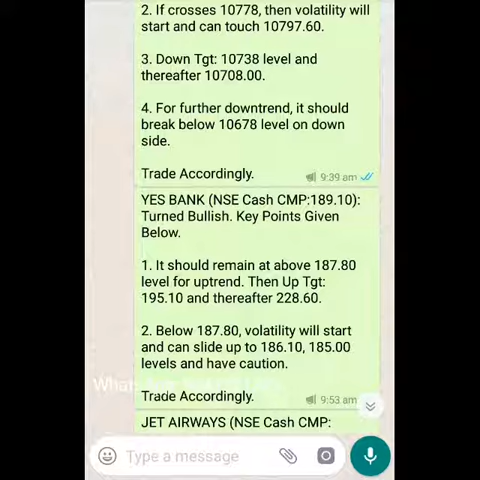 2. If crosses 10778, then volatility will
start and can touch 10797.60.
3. Down Tgt: 10738 level and
thereafter 10708.00.
4. For further downtrend, it should
break below 10678 level on down
side.
Trade Accordingly.
9:39 am
YES BANK (NSE Cash CMP:189.10):
Turned Bullish. Key Points Given
Below.
1. It should remain at above 187.80
level for uptrend. Then Up Tgt:
195.10 and thereafter 228.60.
2. Below 187.80, volatility will start
and can slide up to 186.10, 185.00
levels and have caution.
Trade Accordingly.
9:53 am
JET AIRWAYS (NSE Cash CMP:
Type a message